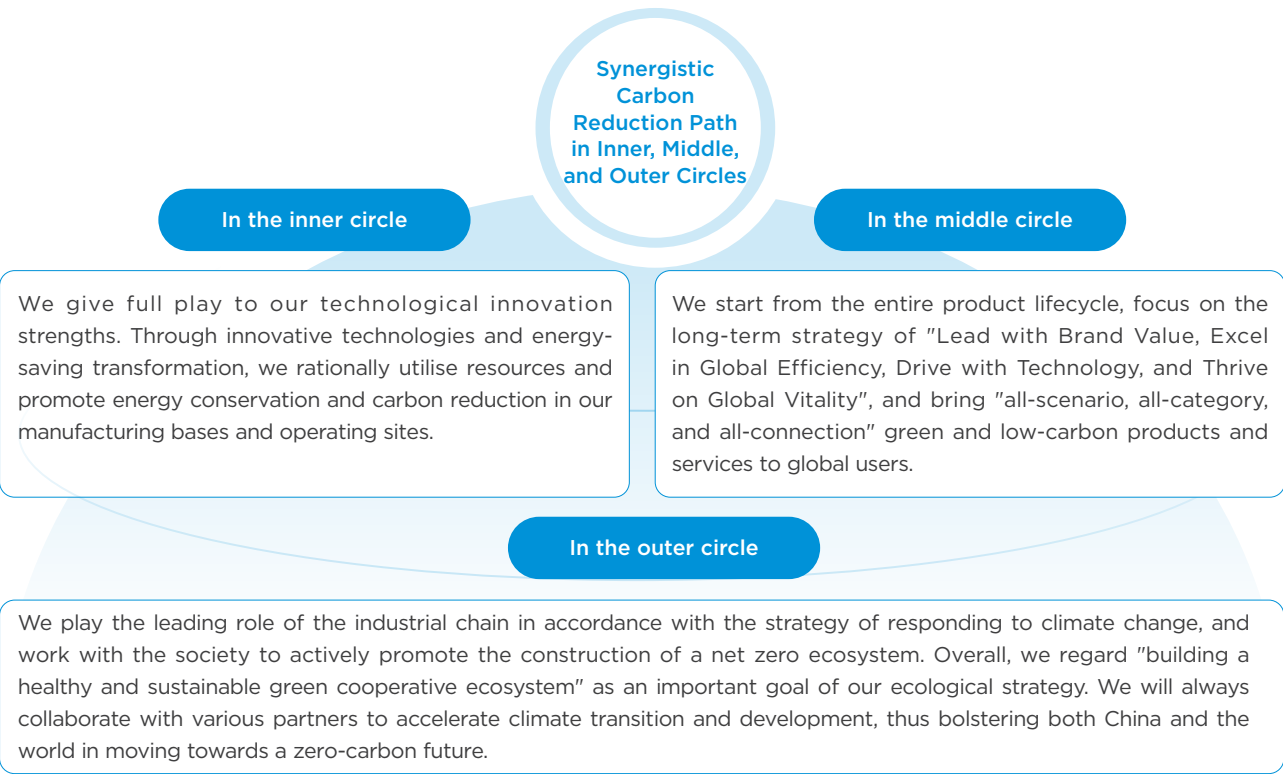 Synergistic
Carbon
Reduction Path
in Inner, Middle,
and Outer Circles
In the inner circle
We give full play to our technological innovation
strengths. Through innovative technologies and energy-
saving transformation, we rationally utilise resources and
promote energy conservation and carbon reduction in our
manufacturing bases and operating sites.
In the middle circle
We start from the entire product lifecycle, focus on the
long-term strategy of "Lead with Brand Value, Excel
in Global Efficiency, Drive with Technology, and Thrive
on Global Vitality", and bring "all-scenario, all-category,
and all-connection" green and low-carbon products and
services to global users.
In the outer circle
We play the leading role of the industrial chain in accordance with the strategy of responding to climate change, and
work with the society to actively promote the construction of a net zero ecosystem. Overall, we regard "building a
healthy and sustainable green cooperative ecosystem" as an important goal of our ecological strategy. We will always
collaborate with various partners to accelerate climate transition and development, thus bolstering both China and the
world in moving towards a zero-carbon future.